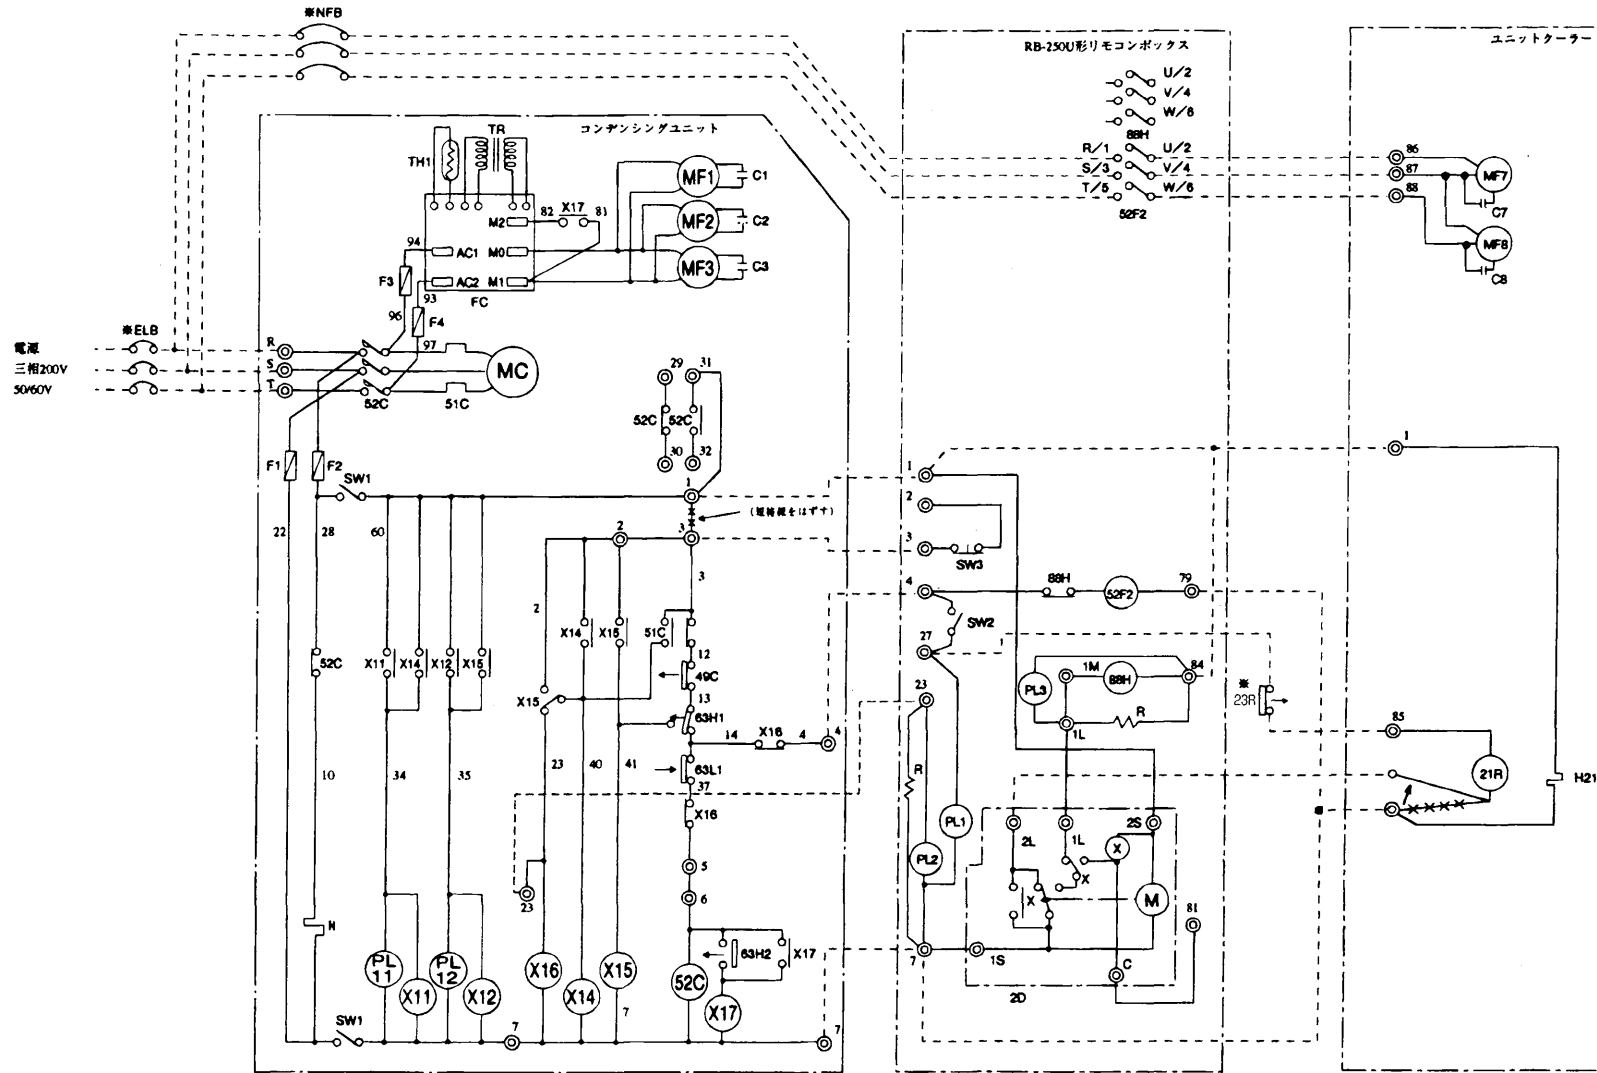 ※NFB
RB-250U形リモコンボックス
ユニットクーラー
U/2
V/4
W/6
88H
コンデンシングユニット
TR
TH1
R/1
U/2
S/3
V/4
T/5
W/6
52F2
86
87
88
MF7
C7
MF8
C8
MF1
C1
MF2
C2
MF3
C3
82
X17
81
M2
94
AC1
M0
AC2
M1
F3
93
FC
96
F4
97
※ELB
電源
三相200V
50/60V
R
S
T
52C
51C
MC
29
31
52C
52C
30
32
F1
F2
SW1
1
(短絡線をはずす)
1
2
3
SW3
1
22
28
60
2
3
3
4
88H
52F2
79
SW2
27
2
X14
X15
51C
12
49C
13
63H1
52C
X11
X14
X12
X15
X15
14
X16
4
4
23
1M
88H
84
PL3
R
1L
※
23R
85
21R
H21
10
34
35
23
40
41
63L1
37
X16
R
PL1
PL2
2L
1L
2S
X
X
X
M
5
6
23
H
81
7
1S
C
2D
PL
11
X11
PL
12
X12
X16
X14
X15
7
52C
63H2
X17
X17
SW1
7
7